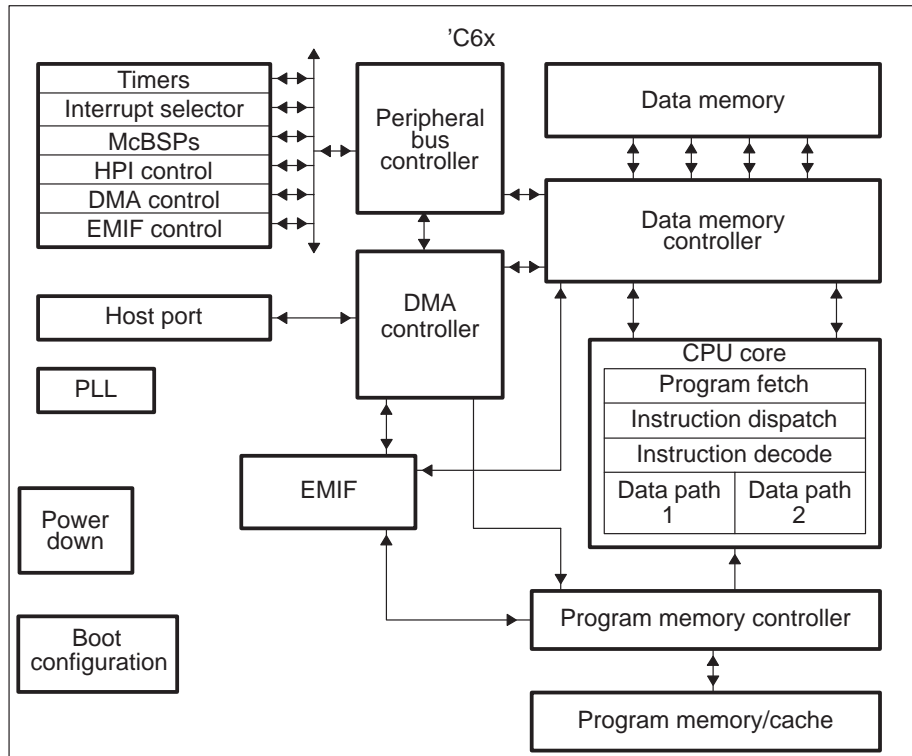 'C6x
Timers
Interrupt selector
McBSPs
HPI control
DMA control
EMIF control
Peripheral
bus
controller
Data memory
Data memory
controller
Host port
DMA
controller
PLL
CPU core
Program fetch
Instruction dispatch
Instruction decode
Data path
1
Data path
2
EMIF
Power
down
Boot
configuration
Program memory controller
Program memory/cache